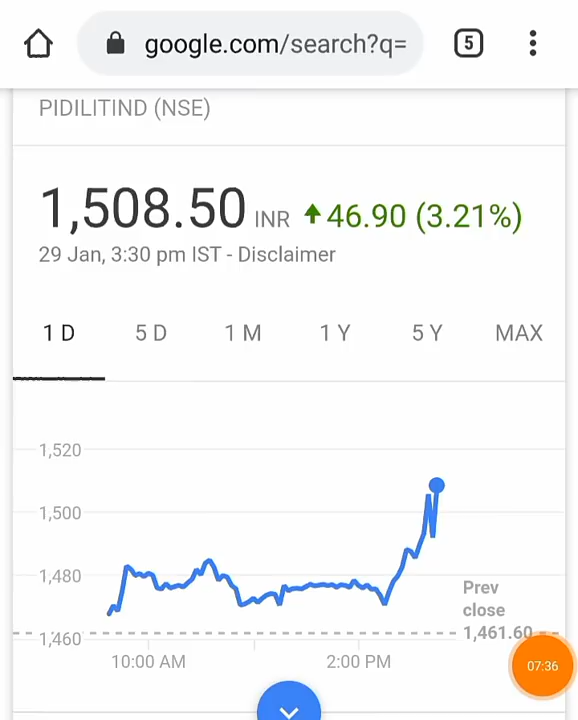 google.com/search?q=
5
PIDILITIND (NSE)
1,508.50 INR 46.90 (3.21%)
29 Jan, 3:30 pm IST - Disclaimer
1 D 5 D 1 M 1 Y 5 Y MAX
1,520
1,500
1,480
Prev
close
1,461.60
1,460
10:00 AM 2:00 PM
07:36